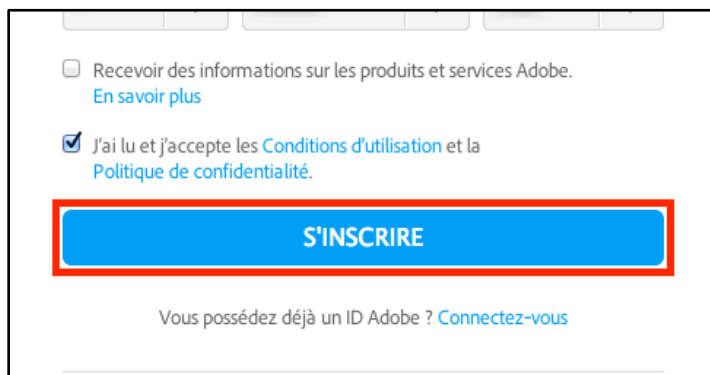 Recevoir des informations sur les produits et services Adobe.
En savoir plus
J'ai lu et j'accepte les Conditions d'utilisation et la
Politique de confidentialité.
S'INSCRIRE
Vous possédez déjà un ID Adobe ? Connectez-vous